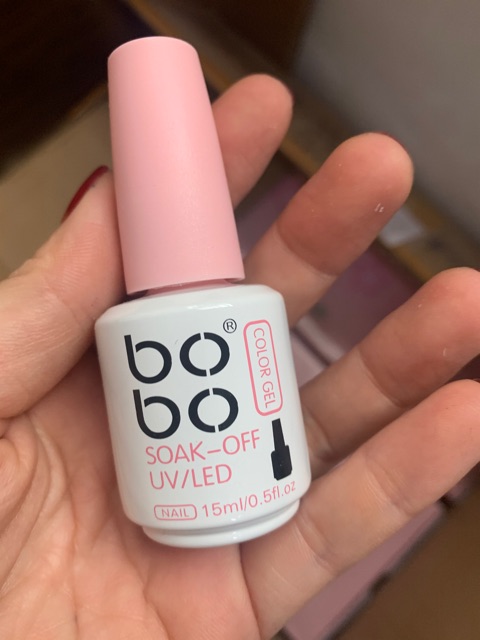 bo®
bo
COLOR GEL
SOAK-OFF
UV/LED
NAIL 15ml/0.5fl.oz